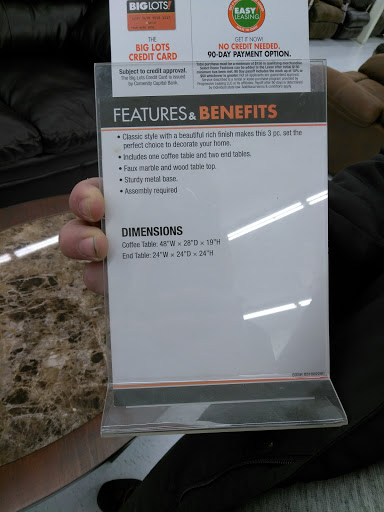 BIGLOTS!
EASY
LEASING
THE
BIG LOTS
CREDIT CARD
GET IT NOW!
NO CREDIT NEEDED.
90-DAY PAYMENT OPTION.
Subject to credit approval.
The Big Lots Credit Card is issued
by Comenity Capital Bank.
FEATURES & BENEFITS
• Classic style with a beautiful rich finish makes this 3 pc. set the
perfect choice to decorate your home.
• Includes one coffee table and two end tables.
• Faux marble and wood table top.
• Sturdy metal base.
• Assembly required
DIMENSIONS
Coffee Table: 48"W × 28"D × 19"H
End Table: 24"W × 24"D × 24"H